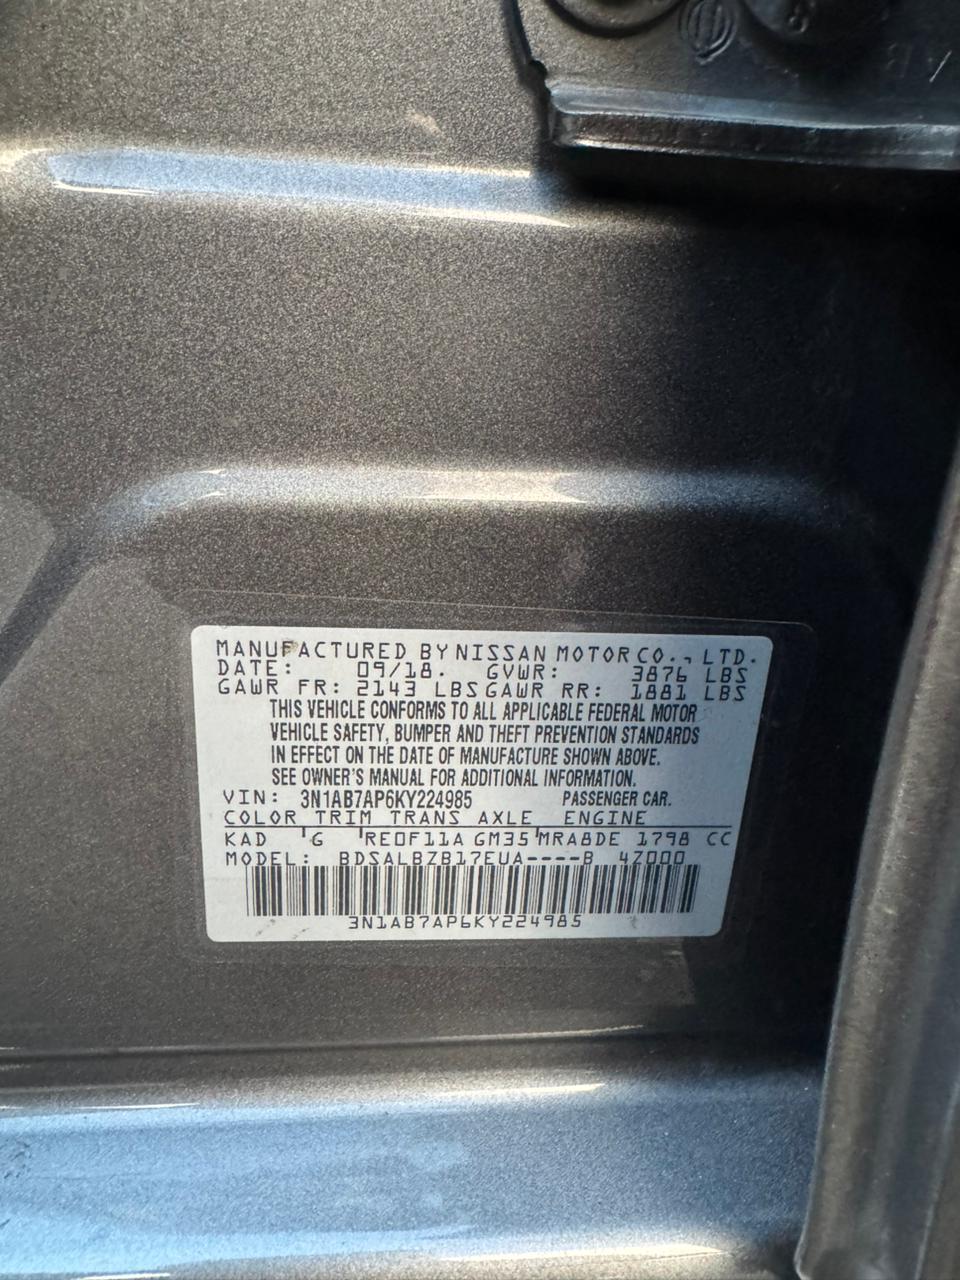 MANUFACTURED BY NISSAN MOTOR CO., LTD.
DATE: 09/18. GVWR: 3876 LBS
GAWR FR: 2143 LBS GAWR RR: 1881 LBS
THIS VEHICLE CONFORMS TO ALL APPLICABLE FEDERAL MOTOR
VEHICLE SAFETY, BUMPER AND THEFT PREVENTION STANDARDS
IN EFFECT ON THE DATE OF MANUFACTURE SHOWN ABOVE.
SEE OWNER'S MANUAL FOR ADDITIONAL INFORMATION.
VIN: 3N1AB7AP6KY224985 PASSENGER CAR.
COLOR TRIM TRANS AXLE ENGINE
KAD G RE0F11A GM35 MRA8DE 1798 CC
MODEL: BDSALBZB17EUA----B 4Z000
3N1AB7AP6KY224985